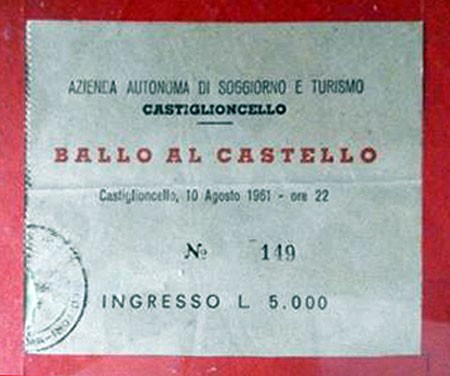 AZIENDA AUTONOMA DI SOGGIORNO E TURISMO
CASTIGLIONCELLO
BALLO AL CASTELLO
Castiglioncello, 10 Agosto 1961 - ore 22
No 149
INGRESSO L. 5.000